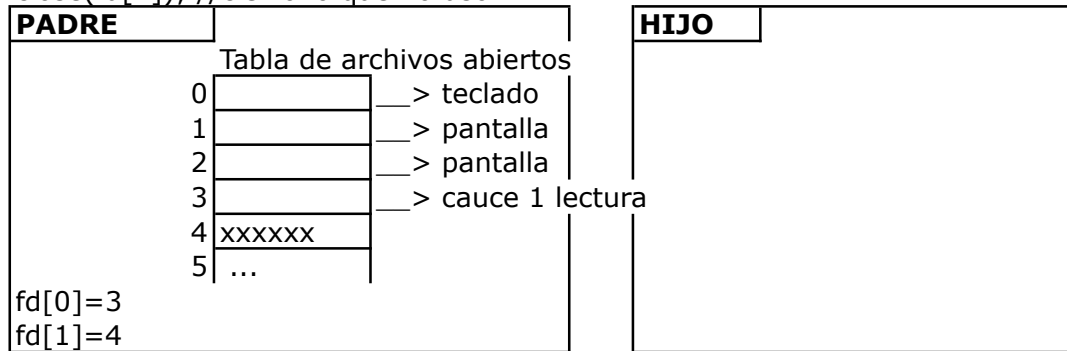 PADRE
HIJO
Tabla de archivos abiertos
0 __> teclado
1 __> pantalla
2 __> pantalla
3 __> cauce 1 lectura
4 xxxxxx
5 ...
fd[0]=3
fd[1]=4